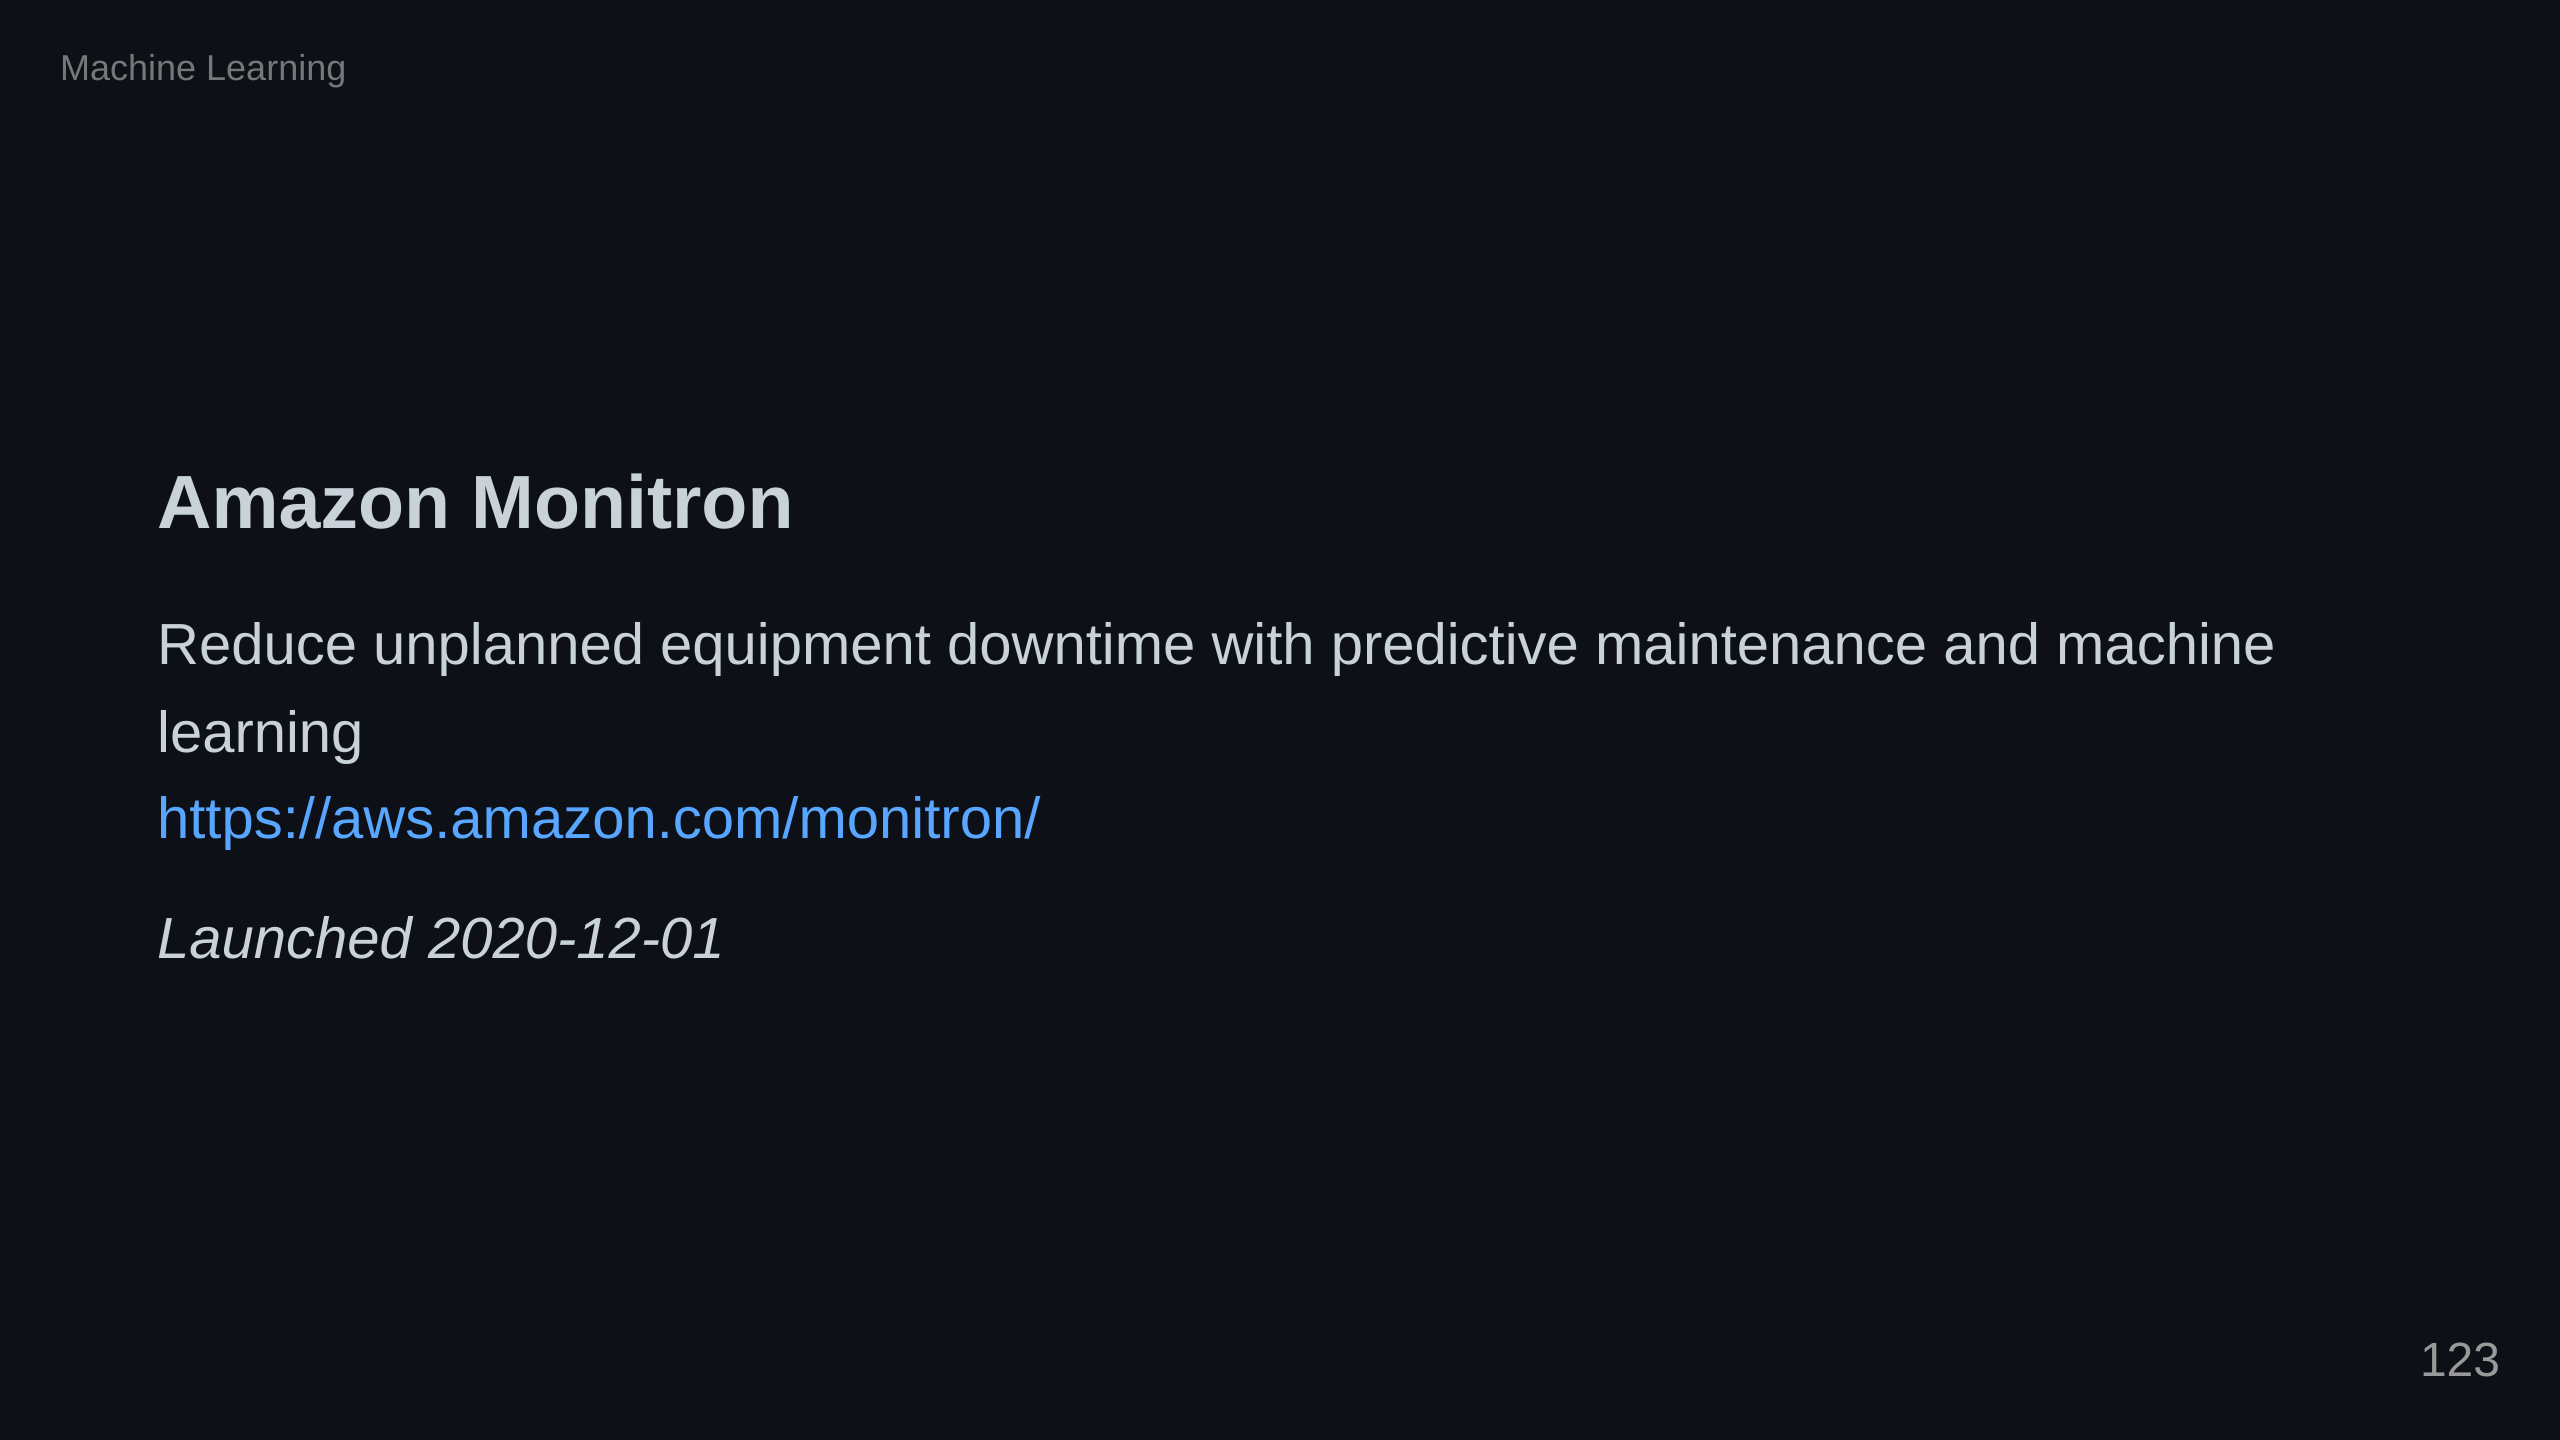 Machine Learning
Amazon Monitron
Reduce unplanned equipment downtime with predictive maintenance and machine
learning
https://aws.amazon.com/monitron/
Launched 2020-12-01
123